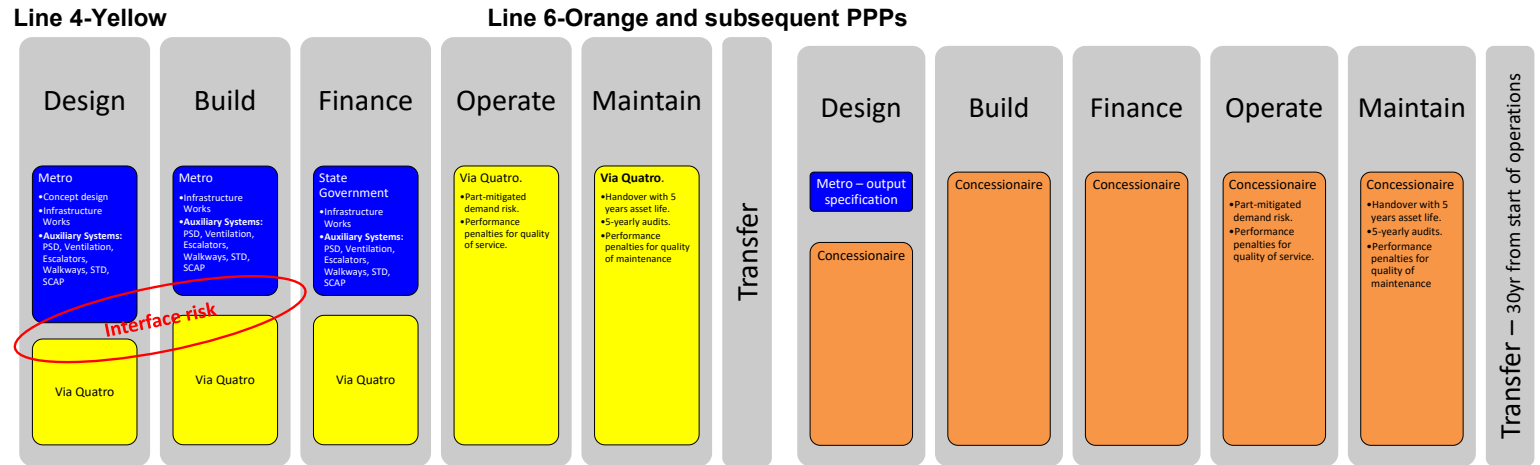 Line 4-Yellow
Line 6-Orange and subsequent PPPs
Design
Metro
•Concept design
•Infrastructure
Works
•Auxiliary Systems:
PSD, Ventilation,
Escalators,
Walkways, STD,
SCAP
Via Quatro
Build
Metro
•Infrastructure
Works
•Auxiliary Systems:
PSD, Ventilation,
Escalators,
Walkways, STD,
SCAP
Via Quatro
Interface risk
Finance
State
Government
•Infrastructure
Works
•Auxiliary Systems:
PSD, Ventilation,
Escalators,
Walkways, STD,
SCAP
Via Quatro
Operate
Via Quatro.
•Part-mitigated
demand risk.
•Performance
penalties for quality
of service.
Maintain
Via Quatro.
•Handover with 5
years asset life.
•5-yearly audits.
•Performance
penalties for quality
of maintenance
Transfer
Design
Metro – output
specification
Concessionaire
Build
Concessionaire
Finance
Concessionaire
Operate
Concessionaire
•Part-mitigated
demand risk.
•Performance
penalties for
quality of service.
Maintain
Concessionaire
•Handover with 5
years asset life.
•5-yearly audits.
•Performance
penalties for
quality of
maintenance
Transfer – 30yr from start of operations